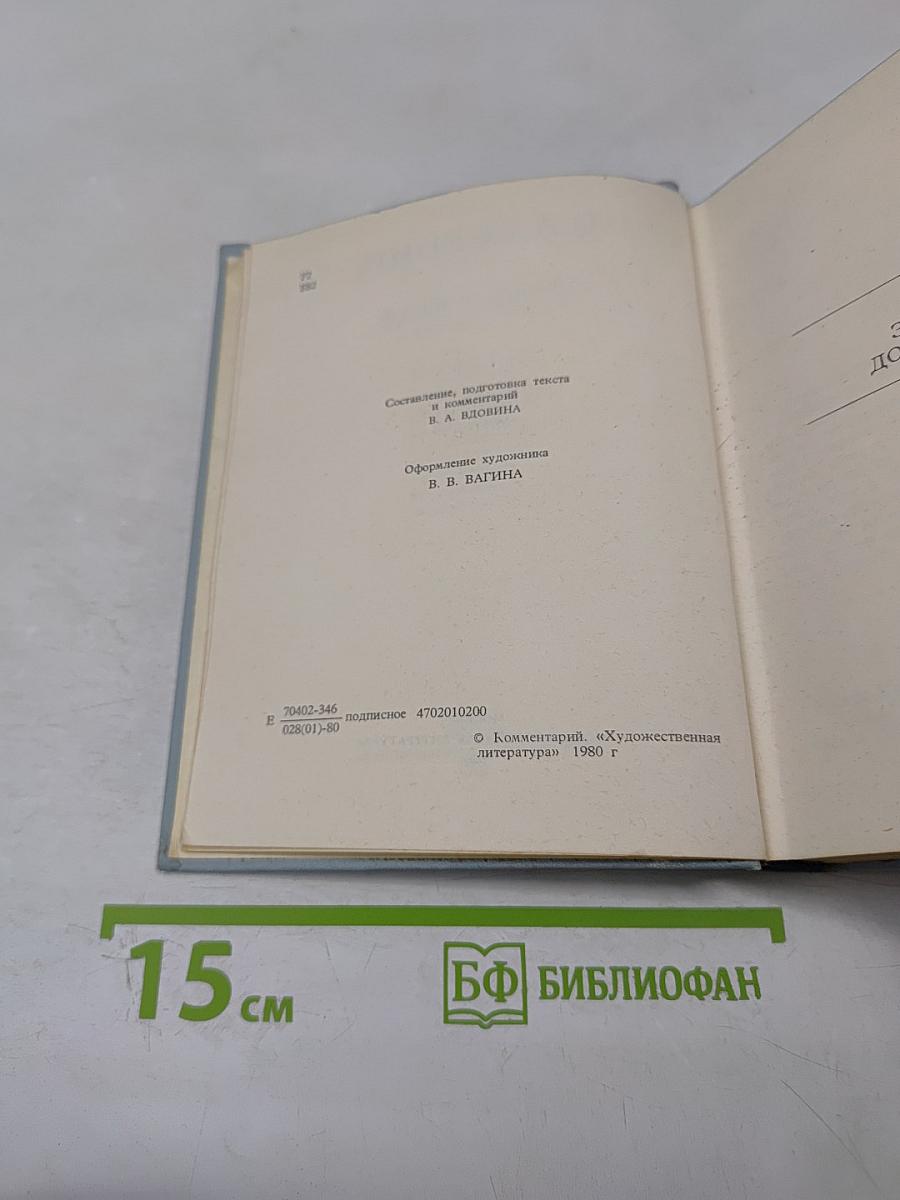 Составление, подготовка текста
и комментарий
В. А. ВДОВИНА
Оформление художника
В. В. ВАГИНА
Е 70402-346
028(01)-80 подписное 4702010200
© Комментарий. «Художественная
литература» 1980 г
15 см
БФ БИБЛИОФАН